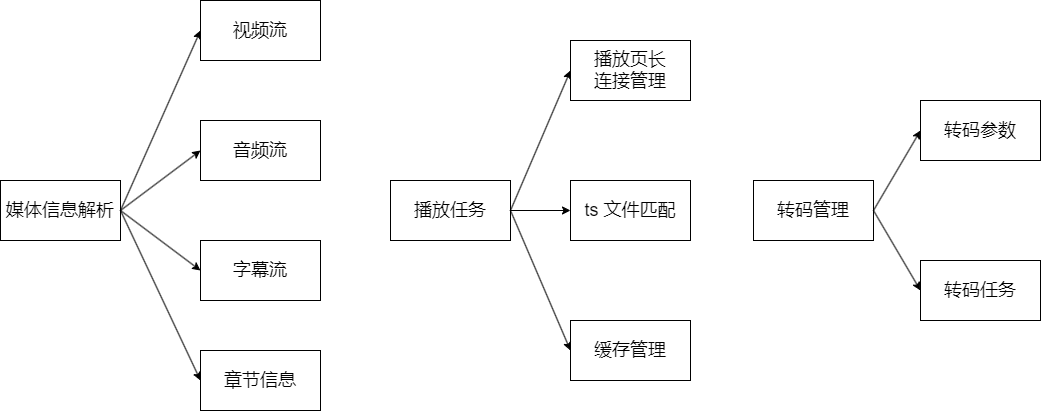 媒体信息解析
视频流
音频流
字幕流
章节信息
播放任务
播放页长
连接管理
ts 文件匹配
缓存管理
转码管理
转码参数
转码任务